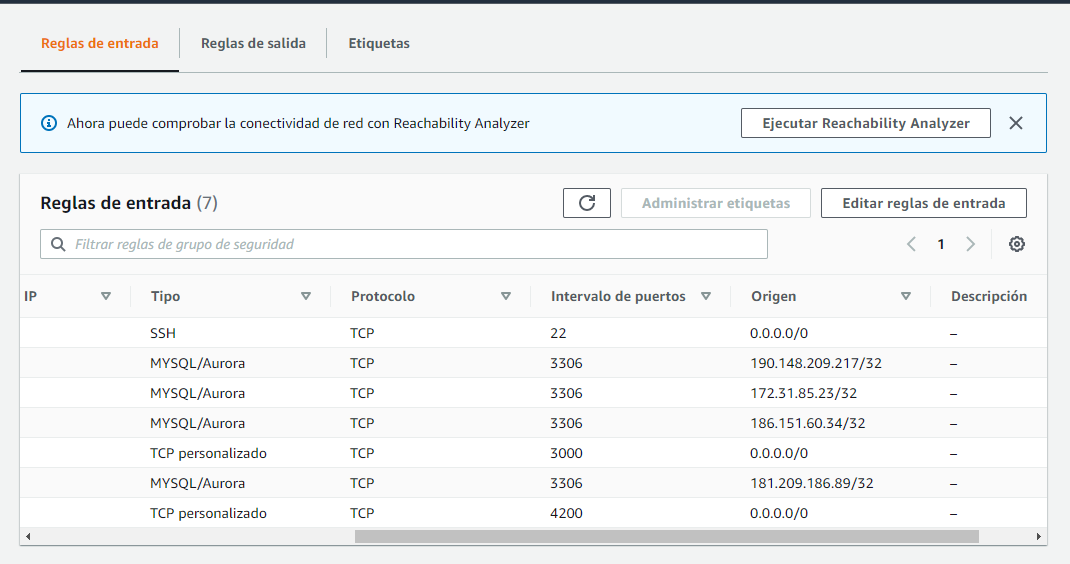 Reglas de entrada Reglas de salida Etiquetas
Ahora puede comprobar la conectividad de red con Reachability Analyzer Ejecutar Reachability Analyzer
Reglas de entrada (7) Administrar etiquetas Editar reglas de entrada
Filtrar reglas de grupo de seguridad 1
IP Tipo Protocolo Intervalo de puertos Origen Descripción
SSH TCP 22 0.0.0.0/0 –
MYSQL/Aurora TCP 3306 190.148.209.217/32 –
MYSQL/Aurora TCP 3306 172.31.85.23/32 –
MYSQL/Aurora TCP 3306 186.151.60.34/32 –
TCP personalizado TCP 3000 0.0.0.0/0 –
MYSQL/Aurora TCP 3306 181.209.186.89/32 –
TCP personalizado TCP 4200 0.0.0.0/0 –